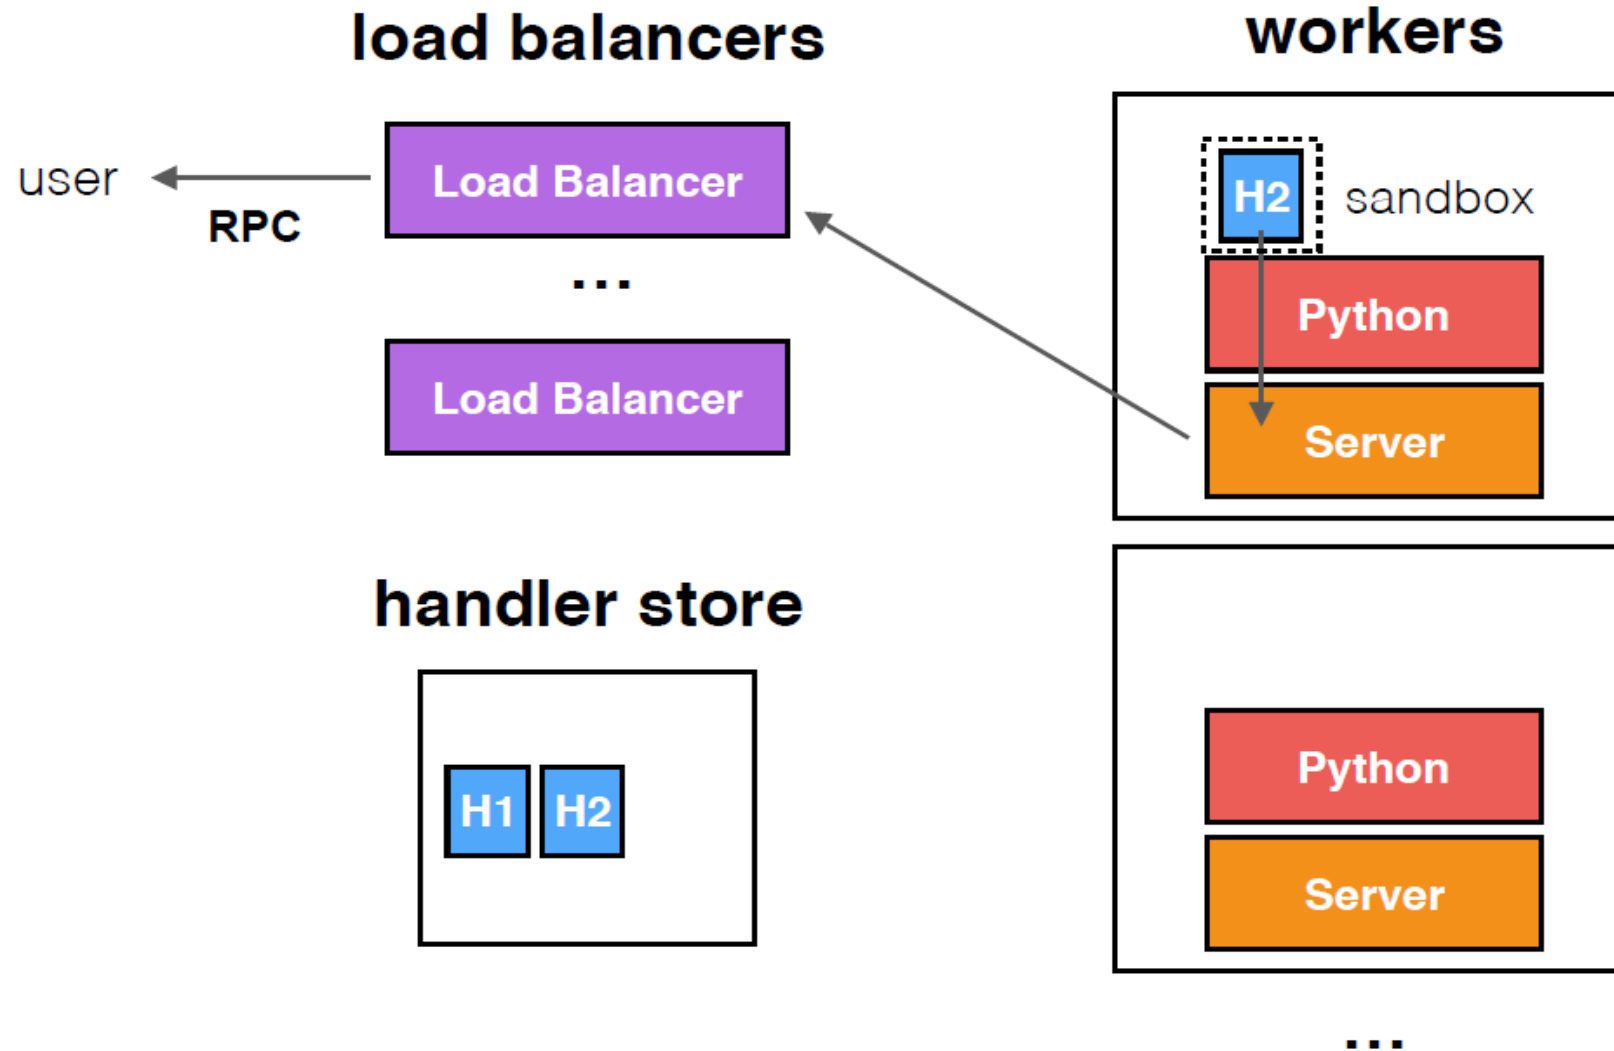 load balancers
workers
user
RPC
Load Balancer
...
Load Balancer
H2
sandbox
Python
Server
handler store
H1
H2
Python
Server
...